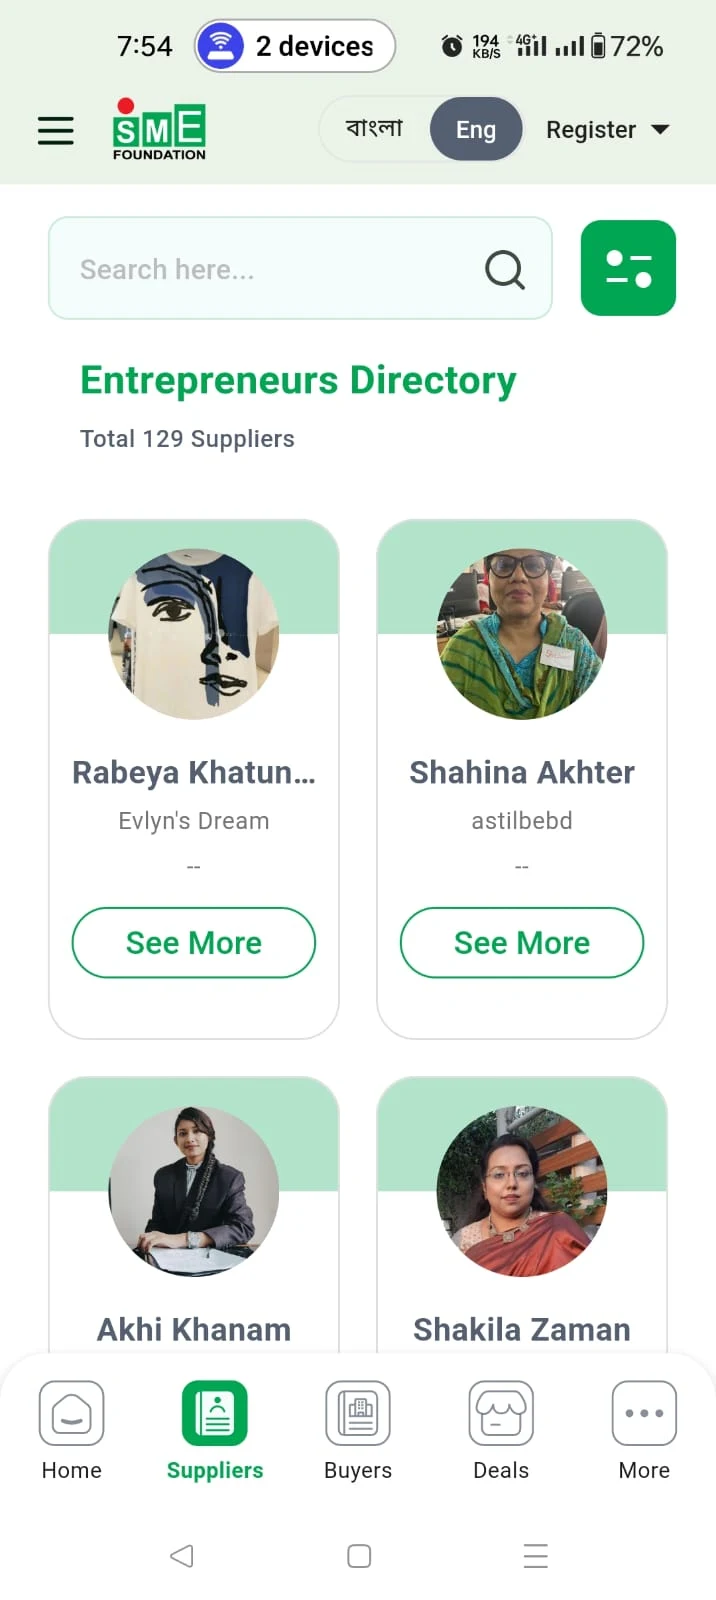 7:54 2 devices 194 KB/S 4G+ 72%
SME FOUNDATION বাংলা Eng Register
Search here...
Entrepreneurs Directory
Total 129 Suppliers
Rabeya Khatun... Shahina Akhter
Evlyn's Dream astilbebd
-- --
See More See More
Akhi Khanam Shakila Zaman
Home Suppliers Buyers Deals More